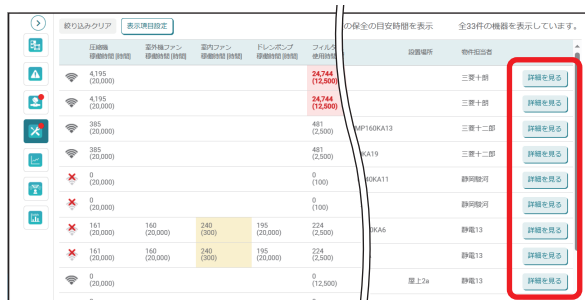 絞り込みクリア 表示項目設定 の保全の目安時間を表示 全33件の機器を表示しています。
圧縮機 室外機ファン 室内ファン ドレンポンプ フィルタ
稼働時間 [時間] 稼働時間 [時間] 稼働時間 [時間] 稼働時間 [時間] 使用時間 設置場所 物件担当者
4,195 24,744
(20,000) (12,500) 三菱十朗 詳細を見る
4,195 24,744
(20,000) (12,500) 三菱十朗 詳細を見る
385 481
(20,000) (2,500) MP160KA13 三菱十二郎 詳細を見る
385 481
(20,000) (2,500) KA19 三菱十二郎 詳細を見る
0 0
(20,000) (100) 40KA11 静岡駿河 詳細を見る
0 0
(20,000) (100) 静岡駿河 詳細を見る
161 160 240 195 224
(20,000) (20,000) (300) (20,000) (2,500) 0KA6 静電13 詳細を見る
161 160 240 195 224
(20,000) (20,000) (300) (20,000) (2,500) 静電13 詳細を見る
0 0
(20,000) (12,500) 屋上2a 静電13 詳細を見る